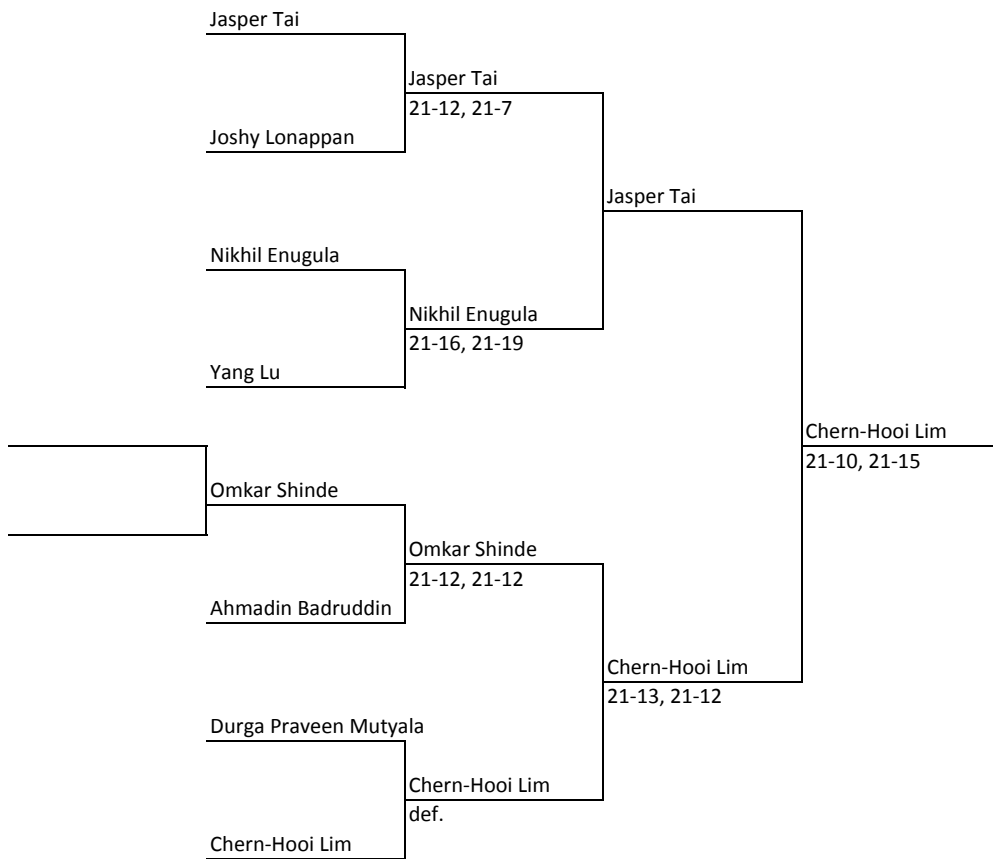 Jasper Tai
Jasper Tai
21-12, 21-7
Joshy Lonappan
Jasper Tai
Nikhil Enugula
Nikhil Enugula
21-16, 21-19
Yang Lu
Chern-Hooi Lim
21-10, 21-15
Omkar Shinde
Omkar Shinde
21-12, 21-12
Ahmadin Badruddin
Chern-Hooi Lim
21-13, 21-12
Durga Praveen Mutyala
Chern-Hooi Lim
def.
Chern-Hooi Lim